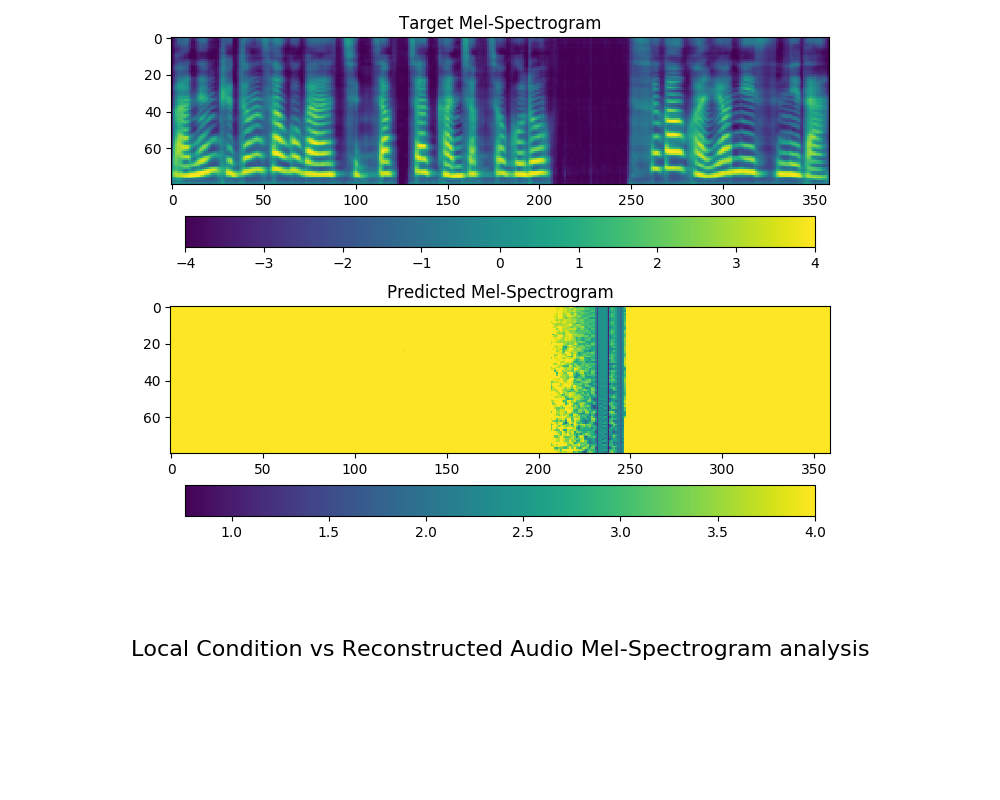 Target Mel-Spectrogram
0
20
40
60
0 50 100 150 200 250 300 350
−4 −3 −2 −1 0 1 2 3 4
Predicted Mel-Spectrogram
0
20
40
60
0 50 100 150 200 250 300 350
1.0 1.5 2.0 2.5 3.0 3.5 4.0
Local Condition vs Reconstructed Audio Mel-Spectrogram analysis